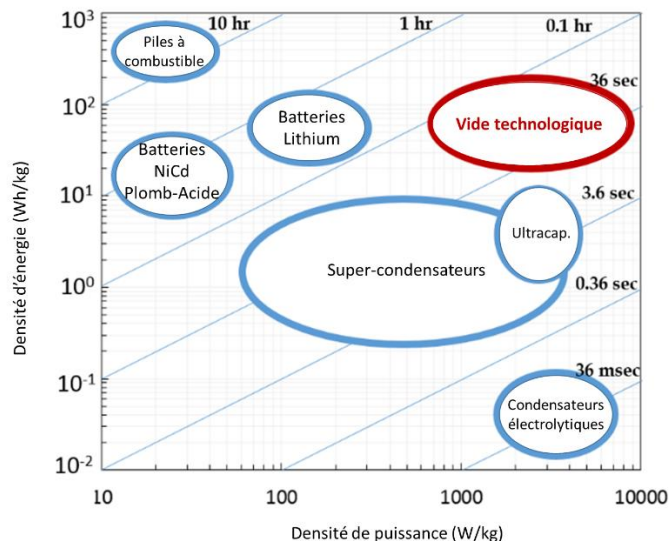 10³
10 hr
1 hr
0.1 hr
Piles à
combustible
36 sec
10²
Batteries
Lithium
Vide technologique
Batteries
NiCd
Plomb-Acide
10¹
3.6 sec
Ultracap.
Super-condensateurs
10⁰
0.36 sec
10⁻¹
36 msec
Condensateurs
électrolytiques
10⁻²
10
100
1000
10000
Densité d'énergie (Wh/kg)
Densité de puissance (W/kg)